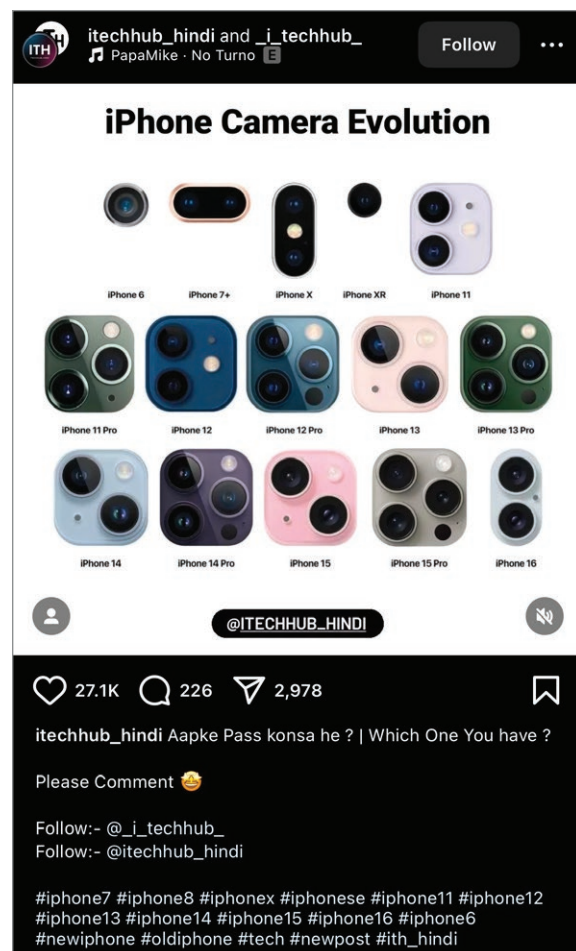 ITH
itechhub_hindi and _i_techhub_
PapaMike · No Turno E
Follow
iPhone Camera Evolution
iPhone 6 iPhone 7+ iPhone X iPhone XR iPhone 11
iPhone 11 Pro iPhone 12 iPhone 12 Pro iPhone 13 iPhone 13 Pro
iPhone 14 iPhone 14 Pro iPhone 15 iPhone 15 Pro iPhone 16
@ITECHHUB_HINDI
27.1K 226 2,978
itechhub_hindi Aapke Pass konsa he ? | Which One You have ?
Please Comment 🤩
Follow:- @_i_techhub_
Follow:- @itechhub_hindi
#iphone7 #iphone8 #iphonex #iphonese #iphone11 #iphone12
#iphone13 #iphone14 #iphone15 #iphone16 #iphone6
#newiphone #oldiphone #tech #newpost #ith_hindi